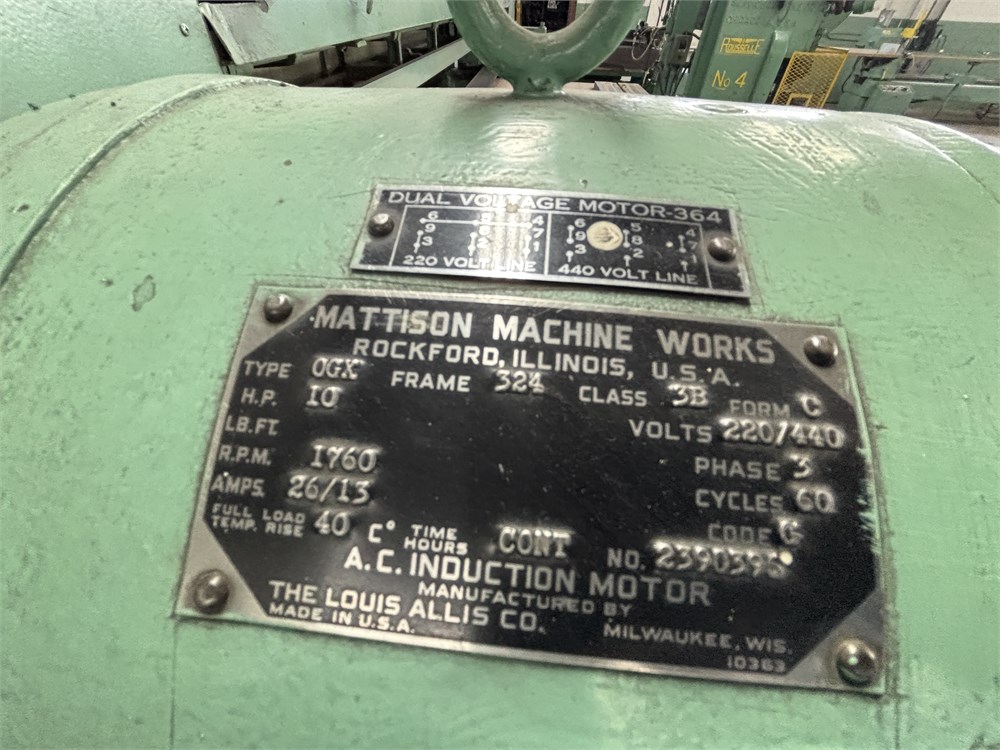 ROUSSELLE
No 4
DUAL VOLTAGE MOTOR-364
6 5 4 6 5 4
9 8 7 9 8 7
3 2 1 3 2 1
220 VOLT LINE 440 VOLT LINE
MATTISON MACHINE WORKS
ROCKFORD, ILLINOIS, U.S.A.
TYPE OGX FRAME 324 CLASS 3B FORM C
H.P. 10 VOLTS 220/440
LB.FT. PHASE 3
R.P.M. 1760 CYCLES 60
AMPS. 26/13 CODE G
FULL LOAD TEMP. RISE 40 C° TIME HOURS CONT NO. 2390395
A.C. INDUCTION MOTOR
MANUFACTURED BY
THE LOUIS ALLIS CO. MILWAUKEE, WIS.
MADE IN U.S.A. 10363